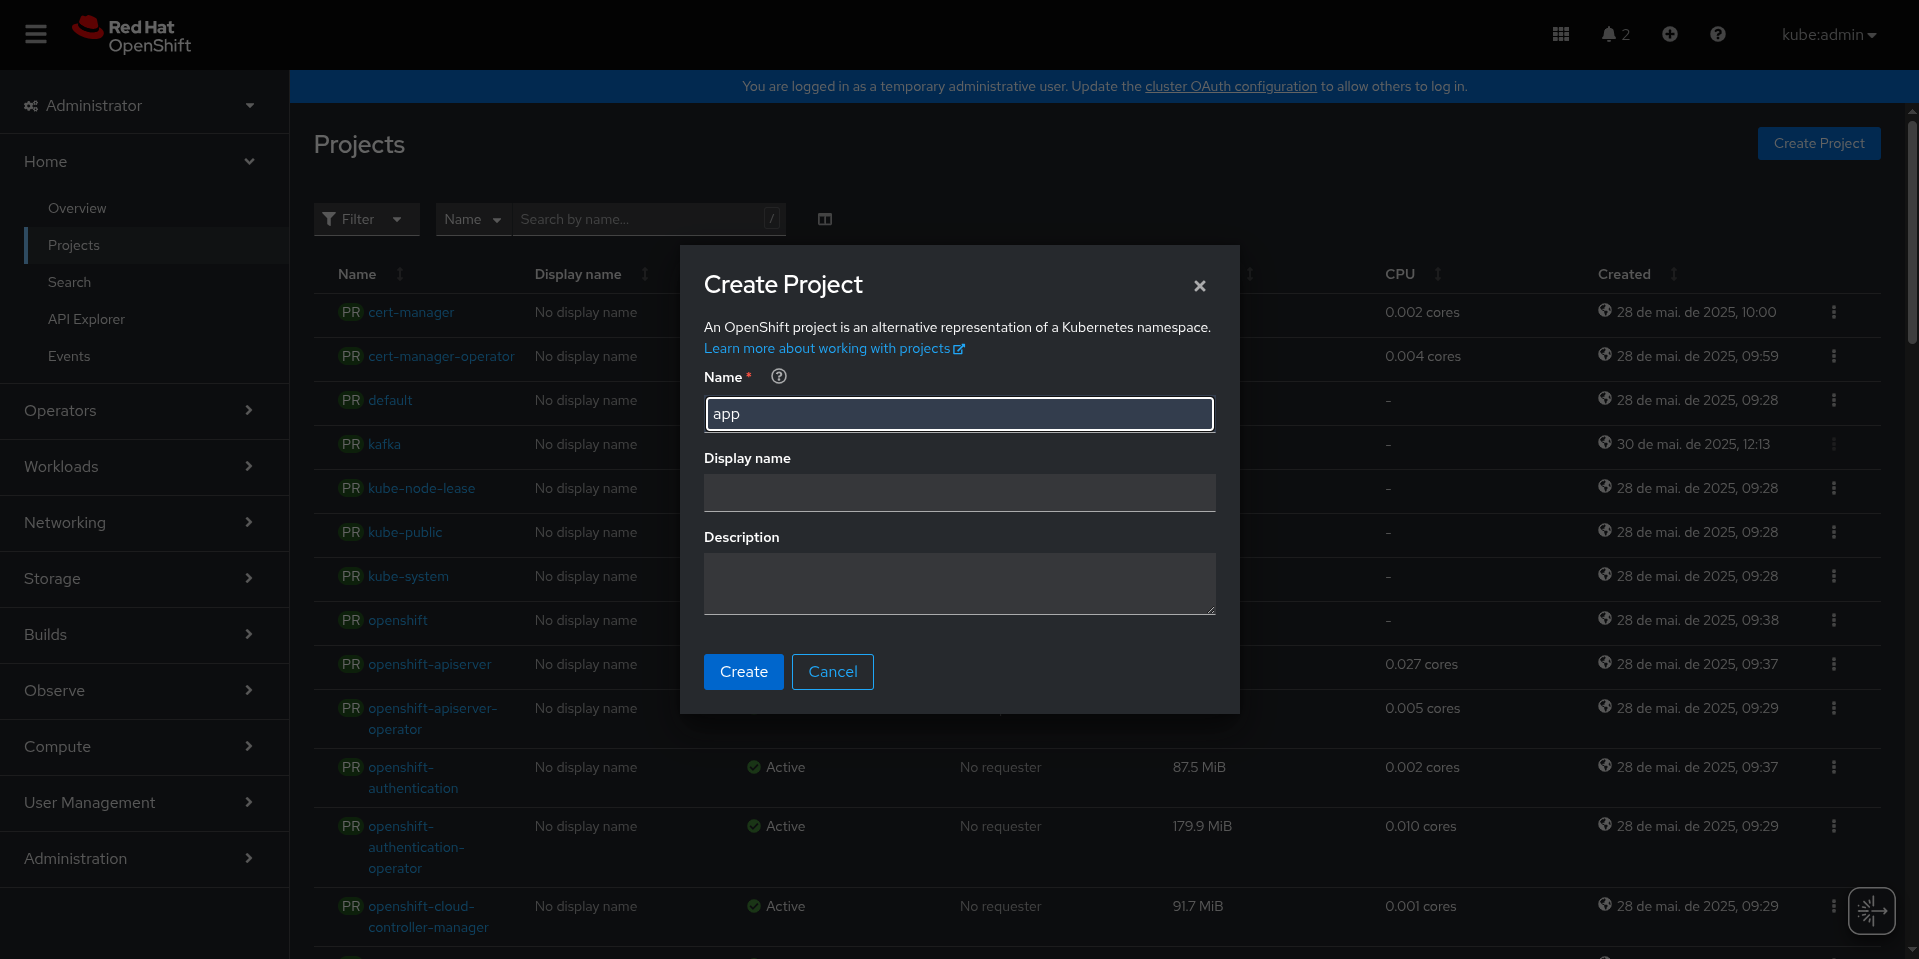 Red Hat
OpenShift
2
kube:admin
Administrator
You are logged in as a temporary administrative user. Update the cluster OAuth configuration to allow others to log in.
Home
Overview
Projects
Search
API Explorer
Events
Operators
Workloads
Networking
Storage
Builds
Observe
Compute
User Management
Administration
Projects
Create Project
Filter
Name
Search by name...
/
Name
Display name
CPU
Created
PR cert-manager No display name 0.002 cores 28 de mai. de 2025, 10:00
PR cert-manager-operator No display name 0.004 cores 28 de mai. de 2025, 09:59
PR default No display name - 28 de mai. de 2025, 09:28
PR kafka No display name - 30 de mai. de 2025, 12:13
PR kube-node-lease No display name - 28 de mai. de 2025, 09:28
PR kube-public No display name - 28 de mai. de 2025, 09:28
PR kube-system No display name - 28 de mai. de 2025, 09:28
PR openshift No display name - 28 de mai. de 2025, 09:38
PR openshift-apiserver No display name 0.027 cores 28 de mai. de 2025, 09:37
PR openshift-apiserver- No display name 0.005 cores 28 de mai. de 2025, 09:29
operator
PR openshift- No display name Active No requester 87.5 MiB 0.002 cores 28 de mai. de 2025, 09:37
authentication
PR openshift- No display name Active No requester 179.9 MiB 0.010 cores 28 de mai. de 2025, 09:29
authentication-
operator
PR openshift-cloud- No display name Active No requester 91.7 MiB 0.001 cores 28 de mai. de 2025, 09:29
controller-manager
Create Project
An OpenShift project is an alternative representation of a Kubernetes namespace.
Learn more about working with projects
Name *
app
Display name
Description
Create
Cancel